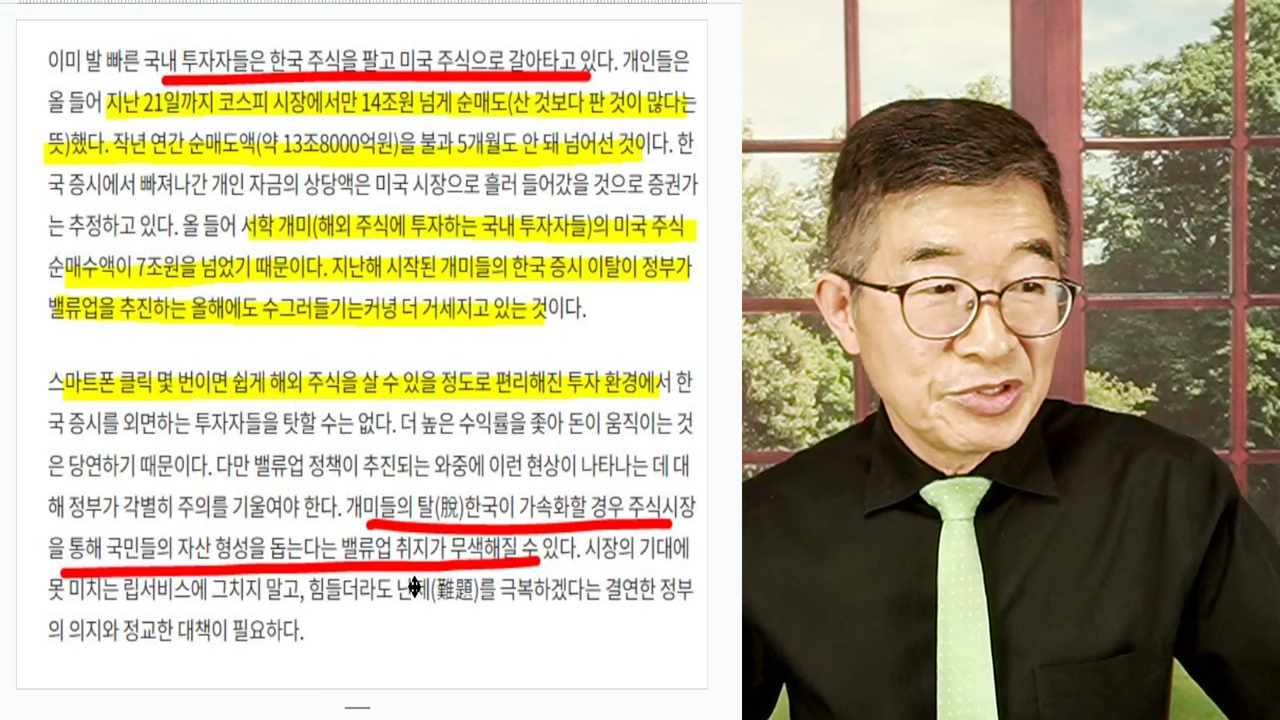 이미 발 빠른 국내 투자자들은 한국 주식을 팔고 미국 주식으로 갈아타고 있다. 개인들은
올 들어 지난 21일까지 코스피 시장에서만 14조원 넘게 순매도(산 것보다 판 것이 많다는
뜻)했다. 작년 연간 순매도액(약 13조8000억원)을 불과 5개월도 안 돼 넘어선 것이다. 한
국 증시에서 빠져나간 개인 자금의 상당액은 미국 시장으로 흘러 들어갔을 것으로 증권가
는 추정하고 있다. 올 들어 서학 개미(해외 주식에 투자하는 국내 투자자들)의 미국 주식
순매수액이 7조원을 넘었기 때문이다. 지난해 시작된 개미들의 한국 증시 이탈이 정부가
밸류업을 추진하는 올해에도 수그러들기는커녕 더 거세지고 있는 것이다.
스마트폰 클릭 몇 번이면 쉽게 해외 주식을 살 수 있을 정도로 편리해진 투자 환경에서 한
국 증시를 외면하는 투자자들을 탓할 수는 없다. 더 높은 수익률을 좇아 돈이 움직이는 것
은 당연하기 때문이다. 다만 밸류업 정책이 추진되는 와중에 이런 현상이 나타나는 데 대
해 정부가 각별히 주의를 기울여야 한다. 개미들의 탈(脫)한국이 가속화할 경우 주식시장
을 통해 국민들의 자산 형성을 돕는다는 밸류업 취지가 무색해질 수 있다. 시장의 기대에
못 미치는 립서비스에 그치지 말고, 힘들더라도 난제(難題)를 극복하겠다는 결연한 정부
의 의지와 정교한 대책이 필요하다.